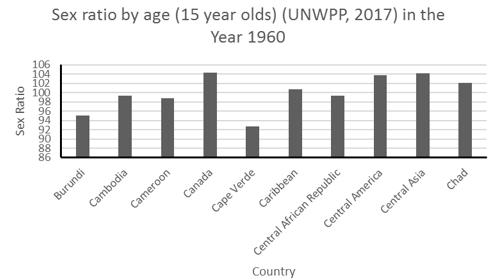 Sex ratio by age (15 year olds) (UNWPP, 2017) in the
Year 1960
106
104
102
100
98
96
94
92
90
88
86
Sex Ratio
Burundi
Cambodia
Cameroon
Canada
Cape Verde
Caribbean
Central African Republic
Central America
Central Asia
Chad
Country